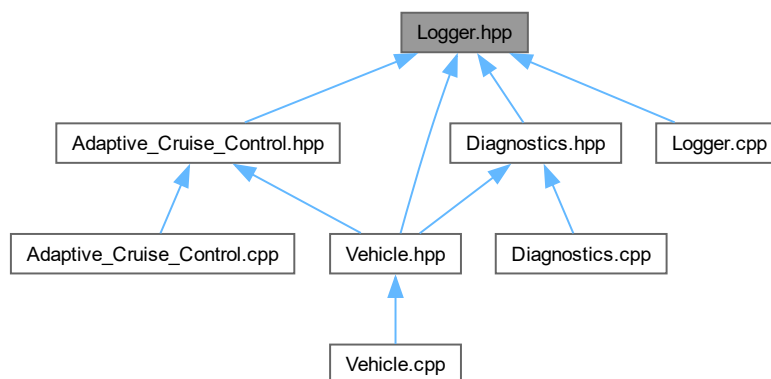 Logger.hpp
Adaptive_Cruise_Control.hpp
Diagnostics.hpp
Logger.cpp
Adaptive_Cruise_Control.cpp
Vehicle.hpp
Diagnostics.cpp
Vehicle.cpp